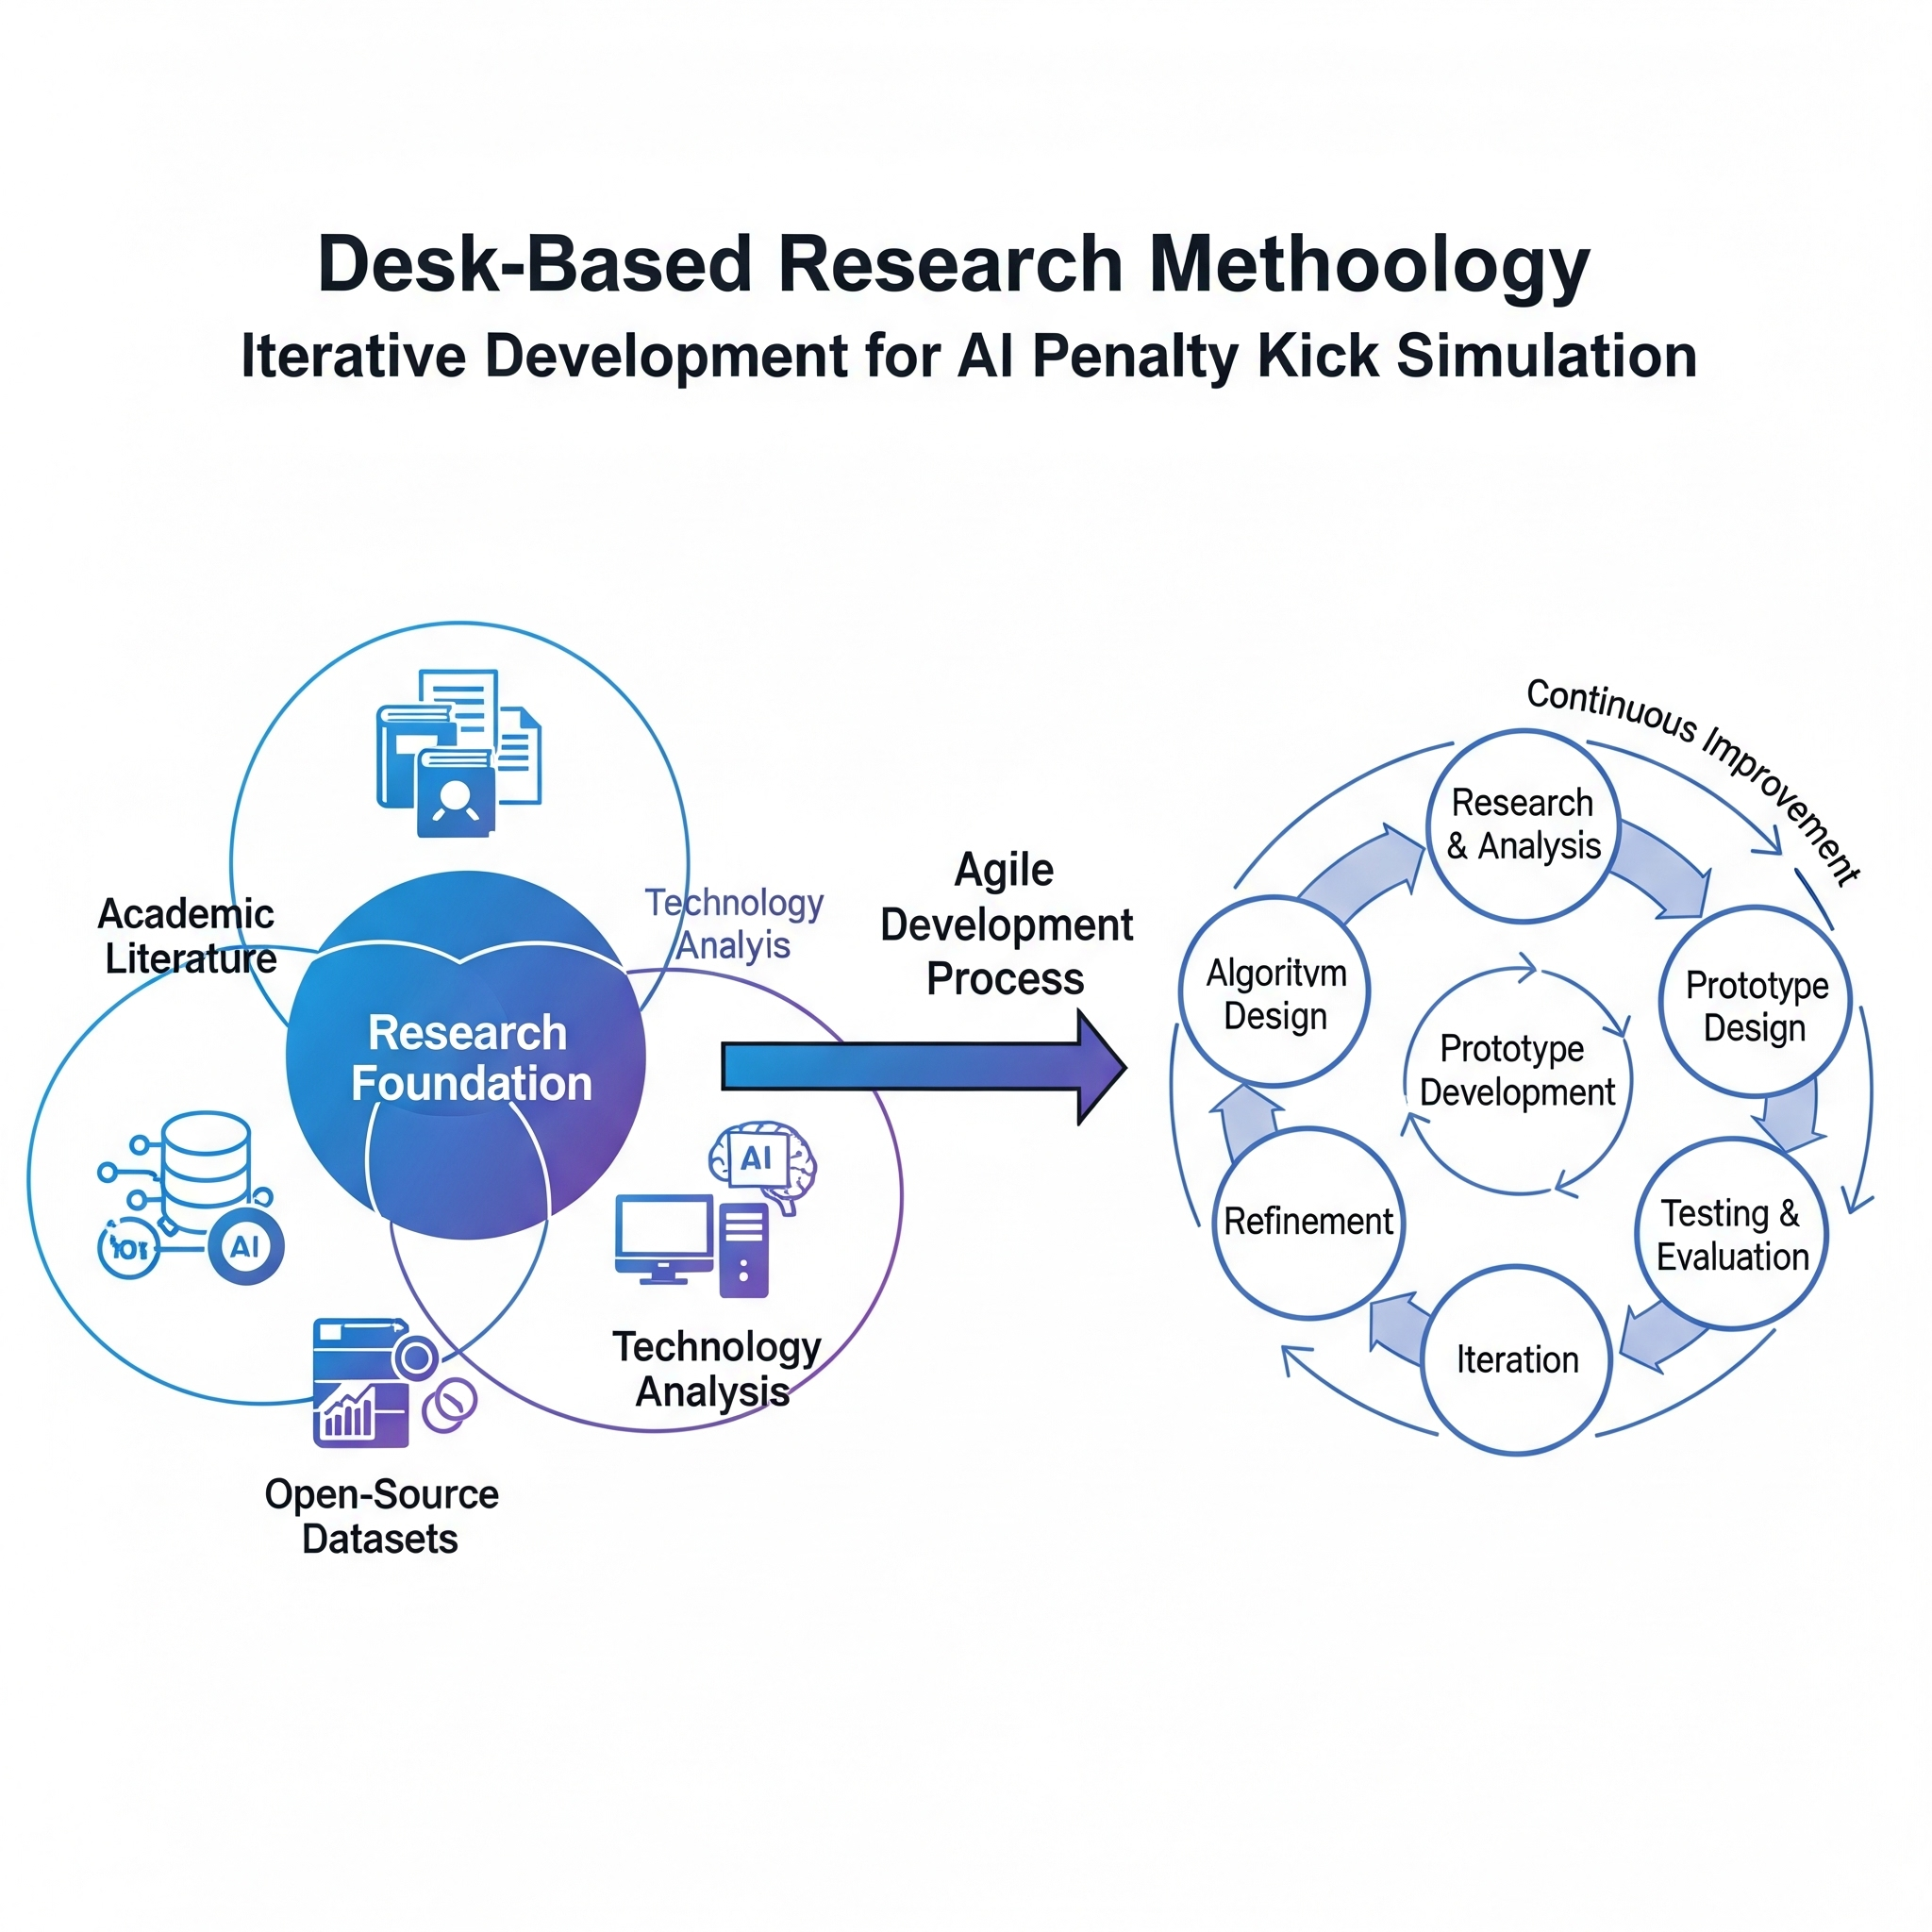 Desk-Based Research Methoology
Iterative Development for AI Penalty Kick Simulation
Academic
Literature
Technology
Analyis
Research
Foundation
IOT
AI
AI
Technology
Analysis
Open-Source
Datasets
Agile
Development
Process
Continuous Improvement
Research
& Analysis
Prototype
Design
Testing &
Evaluation
Iteration
Refinement
Algoritvm
Design
Prototype
Development